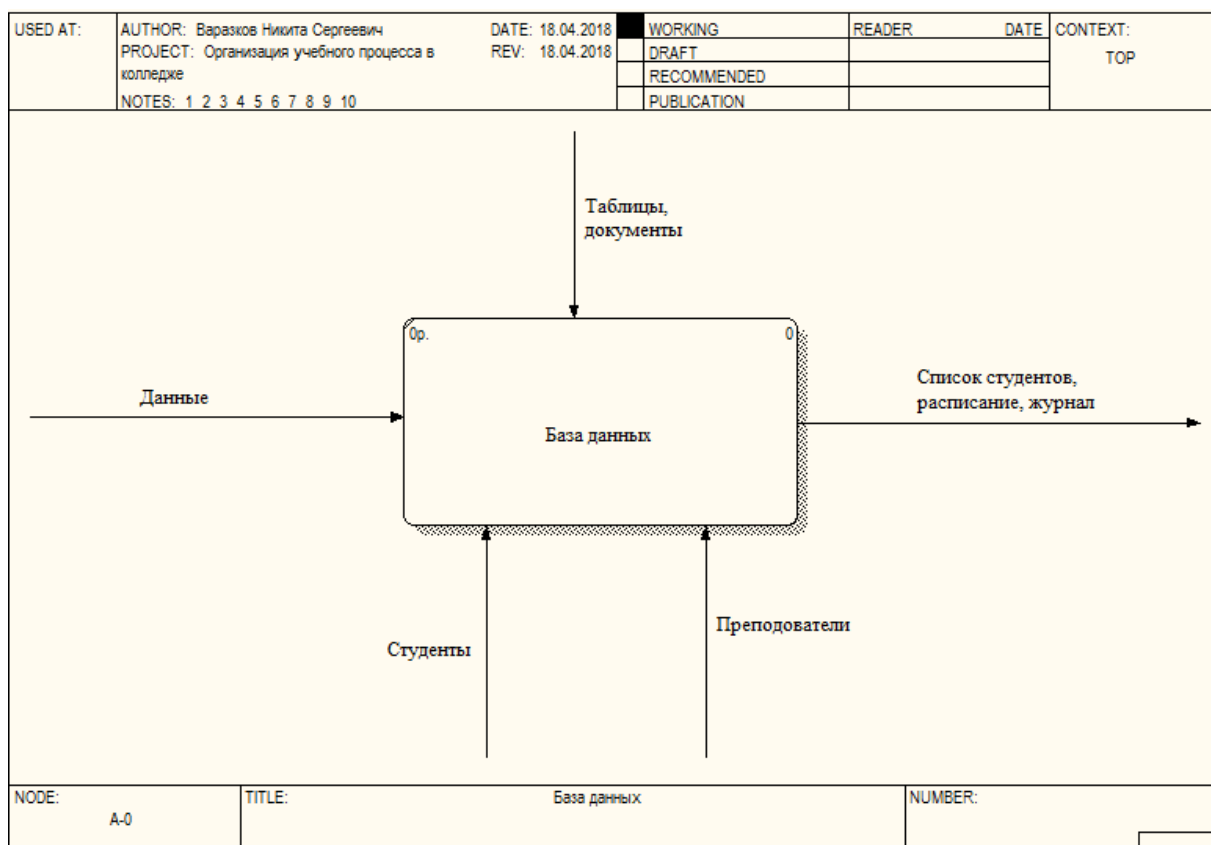 USED AT:
AUTHOR: Варазков Никита Сергеевич
DATE: 18.04.2018
PROJECT: Организация учебного процесса в
REV: 18.04.2018
колледже
NOTES: 1 2 3 4 5 6 7 8 9 10
WORKING
DRAFT
RECOMMENDED
PUBLICATION
READER
DATE
CONTEXT:
TOP
Таблицы,
документы
0р.
0
Данные
База данных
Список студентов,
расписание, журнал
Студенты
Преподователи
NODE:
A-0
TITLE:
База данных
NUMBER: